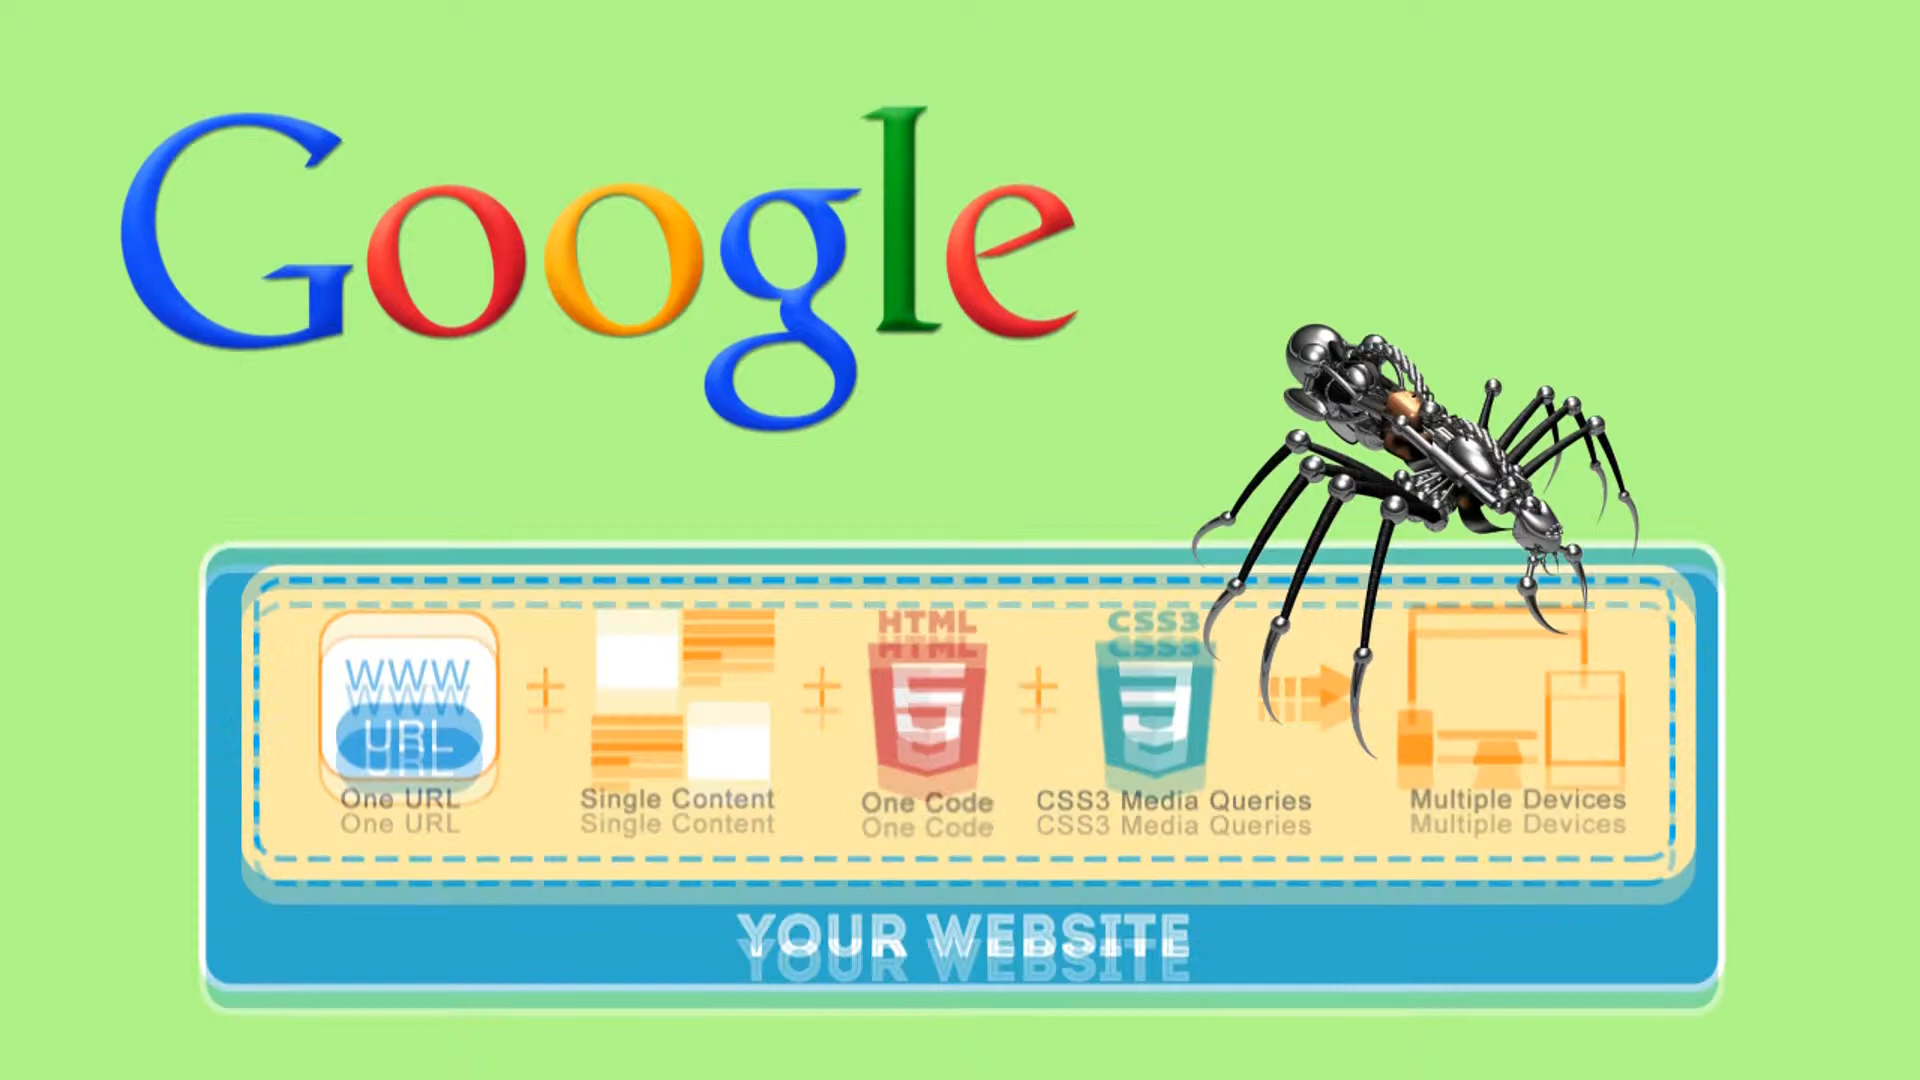 Google
HTML CSS3
WWW
URL
One URL Single Content One Code CSS3 Media Queries Multiple Devices
YOUR WEBSITE